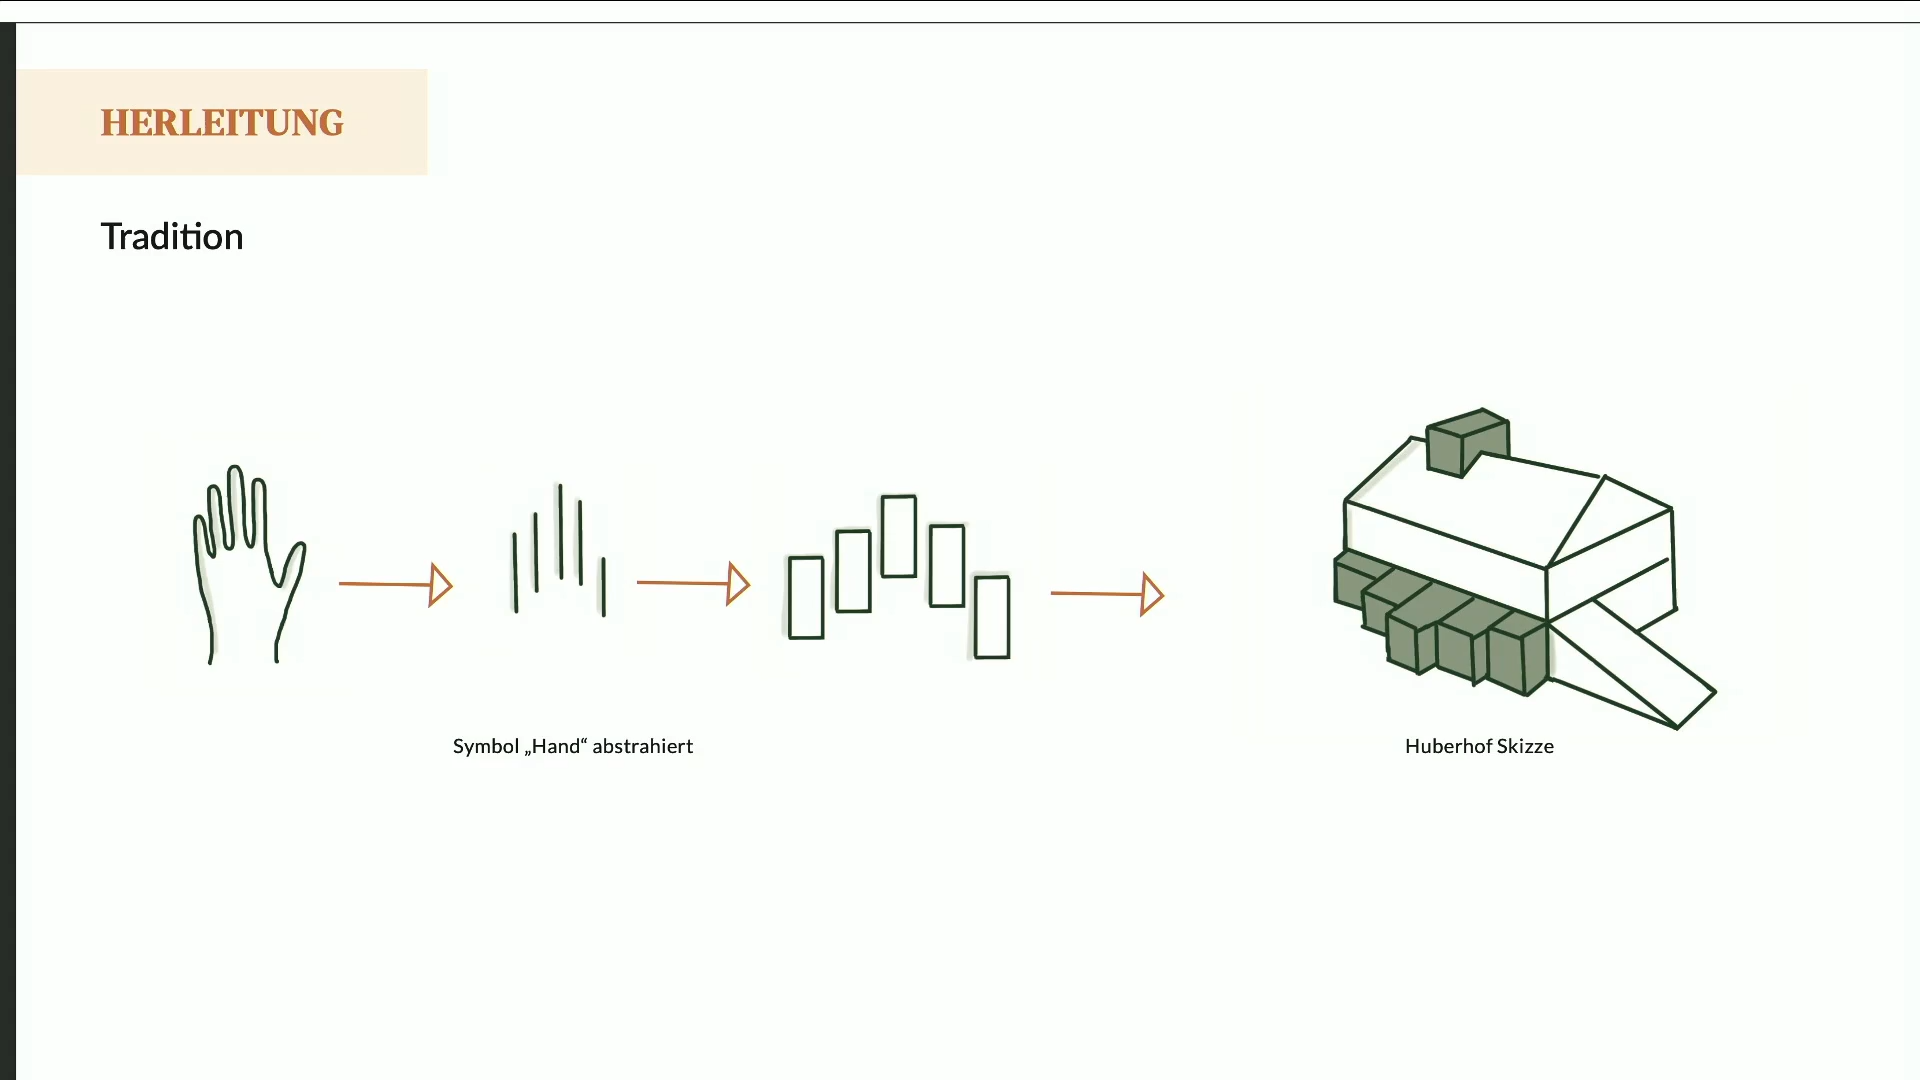 HERLEITUNG
Tradition
Symbol „Hand“ abstrahiert
Huberhof Skizze